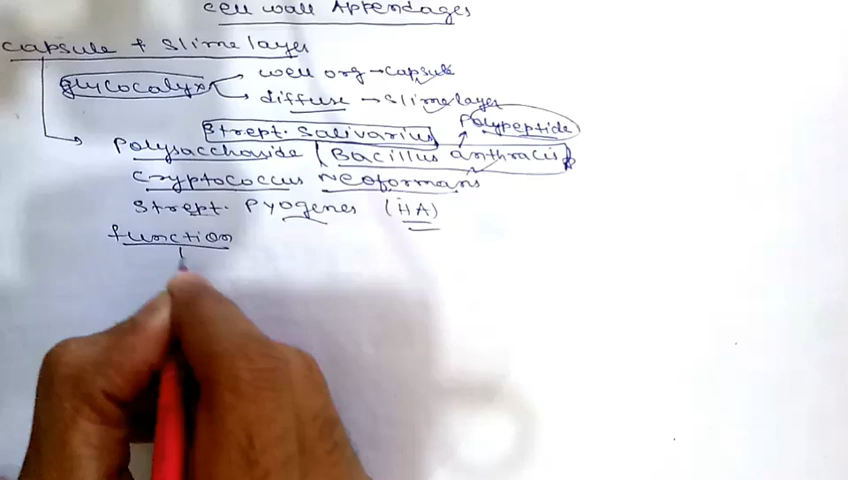 Cell wall Appendages
Capsule + Slime layer
glycocalyx
well org → capsule
diffuse → slime layer
Polypeptide
Strept. Salivarius
Polysaccharide (Bacillus anthracis)
Cryptococcus Neoformans
Strept. Pyogenes (HA)
function